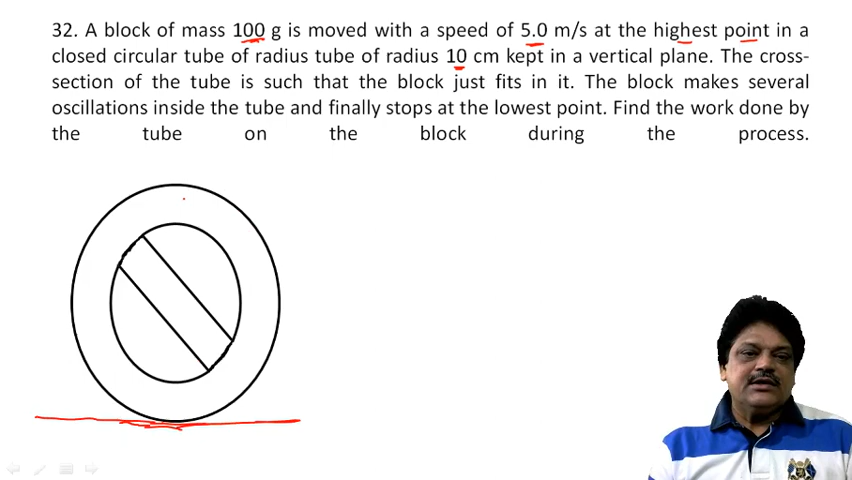 32. A block of mass 100 g is moved with a speed of 5.0 m/s at the highest point in a
closed circular tube of radius tube of radius 10 cm kept in a vertical plane. The cross-
section of the tube is such that the block just fits in it. The block makes several
oscillations inside the tube and finally stops at the lowest point. Find the work done by
the tube on the block during the process.